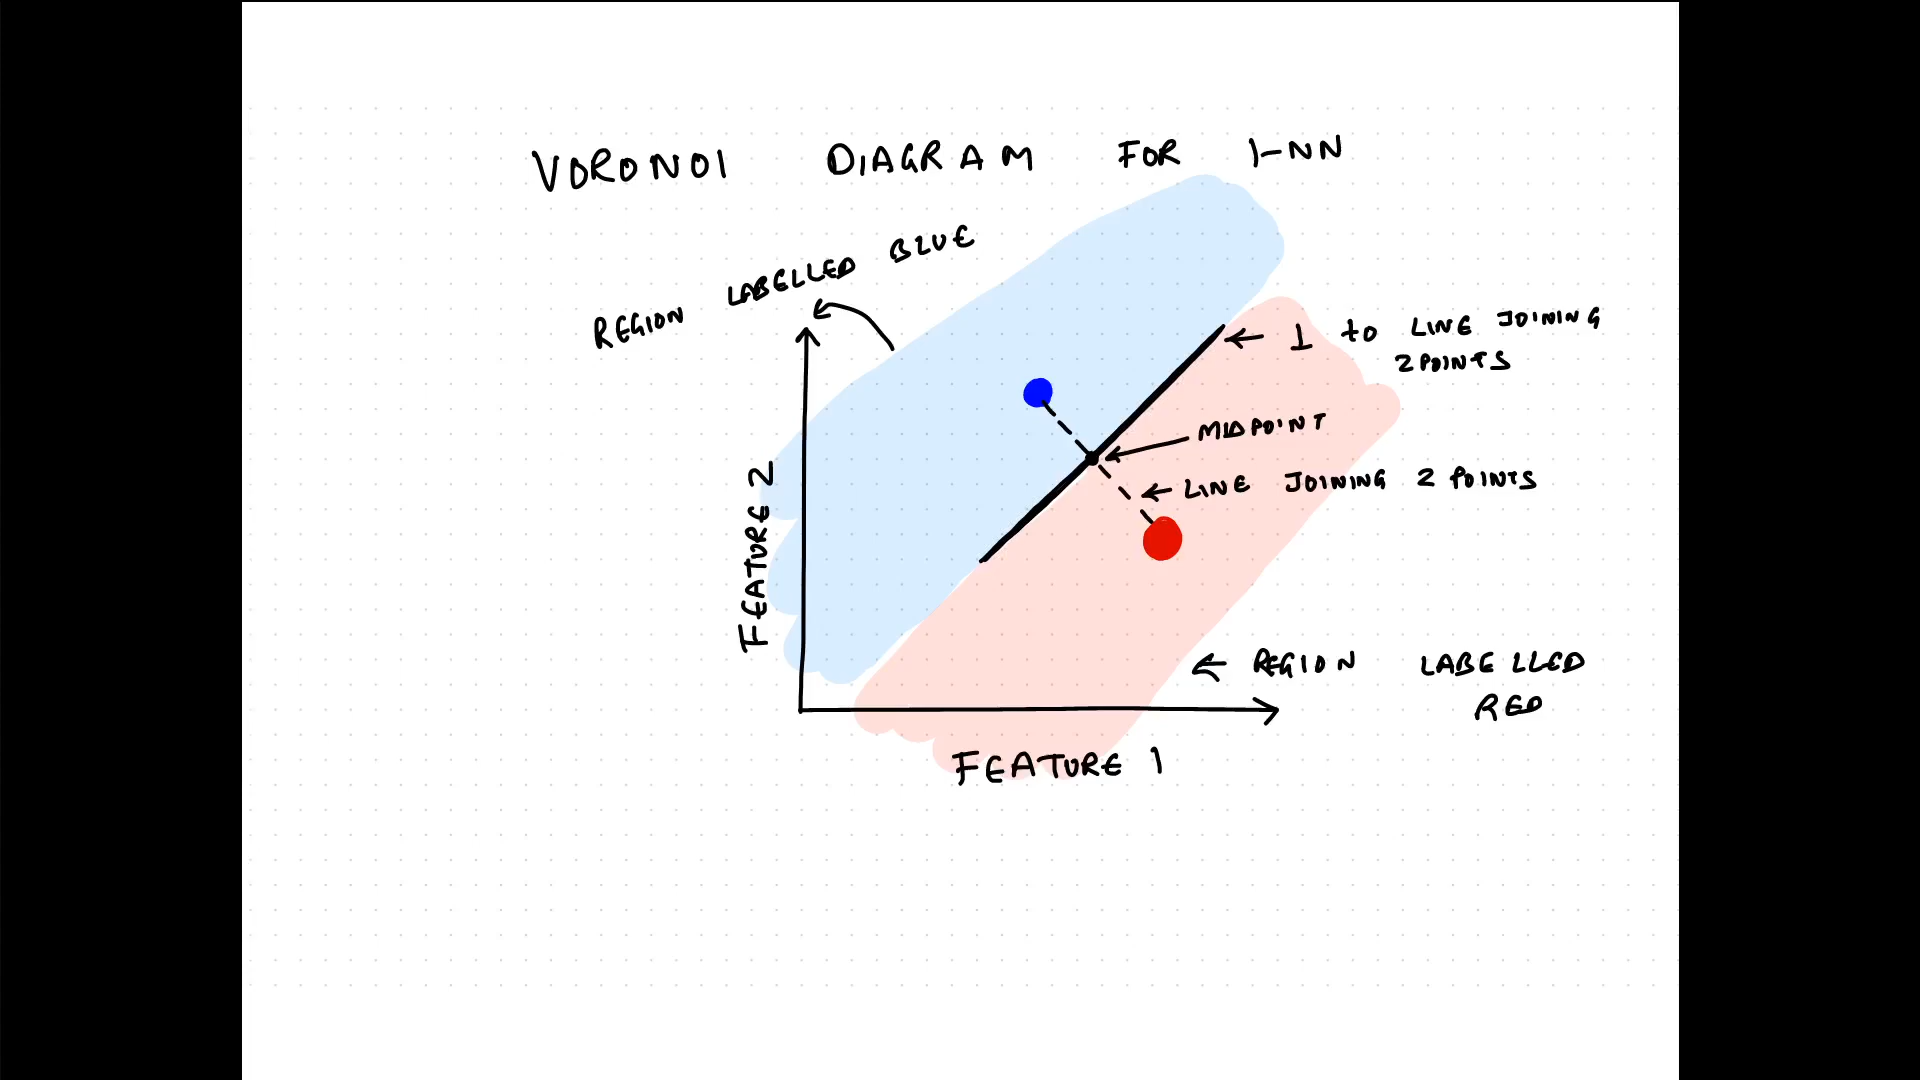 VORONOI DIAGRAM FOR 1-NN
REGION LABELLED BLUE
⊥ to LINE JOINING
2 POINTS
MIDPOINT
LINE JOINING 2 POINTS
FEATURE 2
REGION LABELLED
RED
FEATURE 1